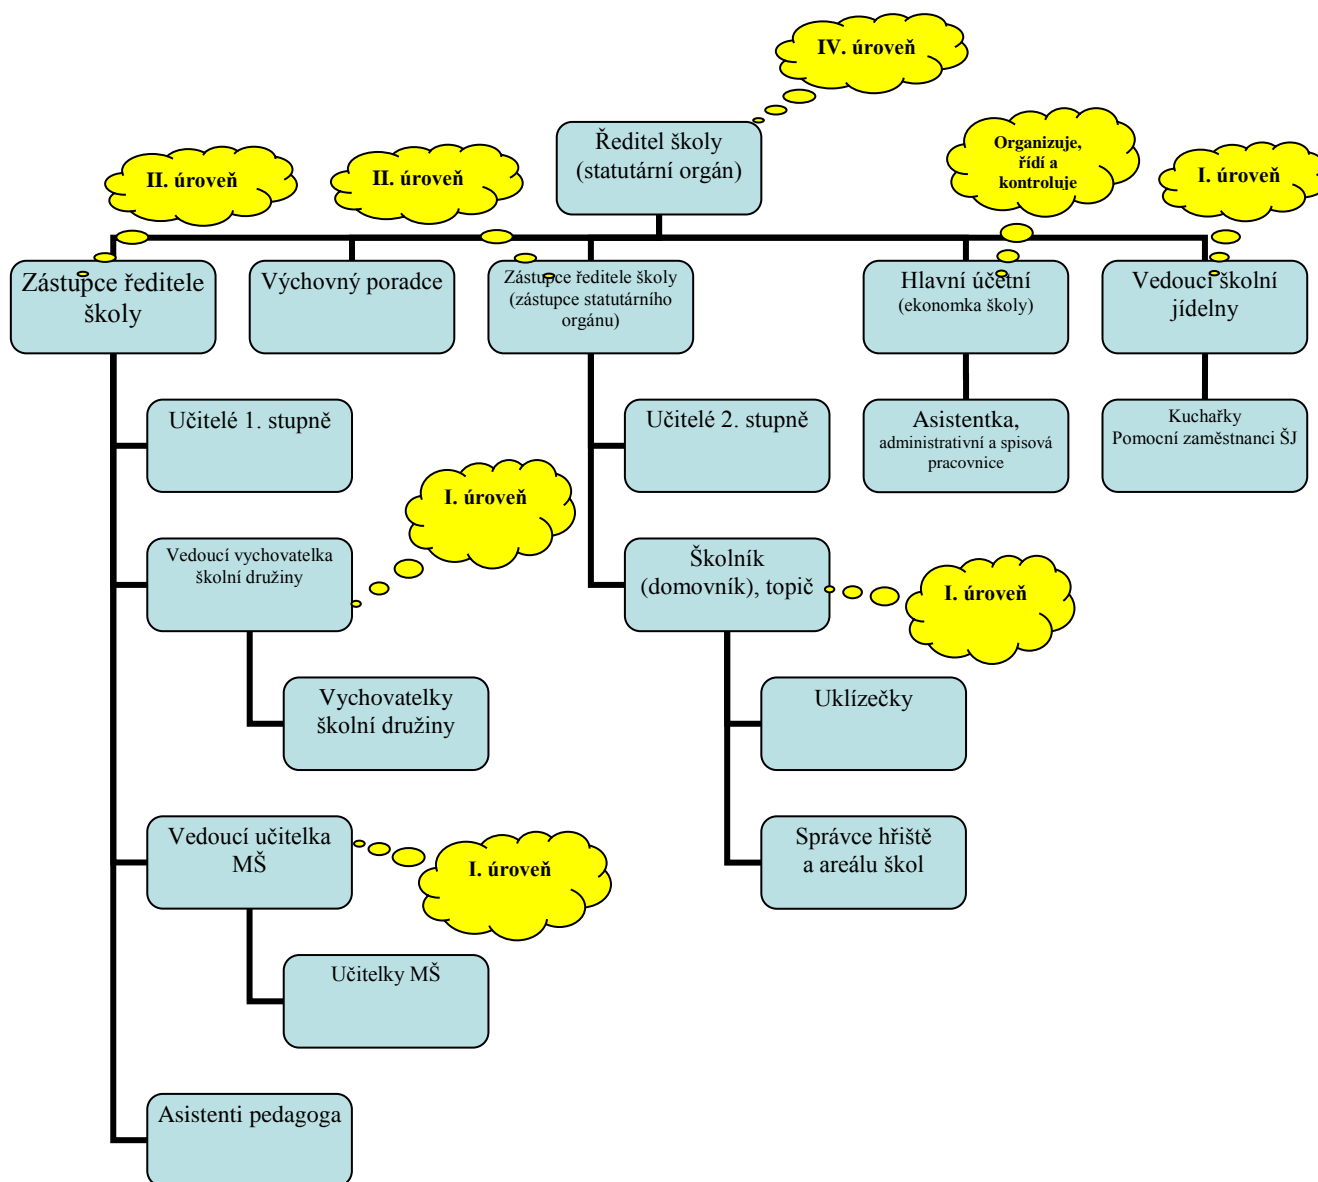 IV. úroveň
Ředitel školy
(statutární orgán)
Organizuje,
řídí a
kontroluje
II. úroveň
II. úroveň
I. úroveň
Zástupce ředitele
školy
Výchovný poradce
Zástupce ředitele školy
(zástupce statutárního
orgánu)
Hlavní účetní
(ekonomka školy)
Vedoucí školní
jídelny
Učitelé 1. stupně
Učitelé 2. stupně
Asistentka,
administrativní a spisová
pracovnice
Kuchařky
Pomocní zaměstnanci ŠJ
I. úroveň
Vedoucí vychovatelka
školní družiny
Školník
(domovník), topič
I. úroveň
Vychovatelky
školní družiny
Uklízečky
Vedoucí učitelka
MŠ
I. úroveň
Správce hřiště
a areálu škol
Učitelky MŠ
Asistenti pedagoga